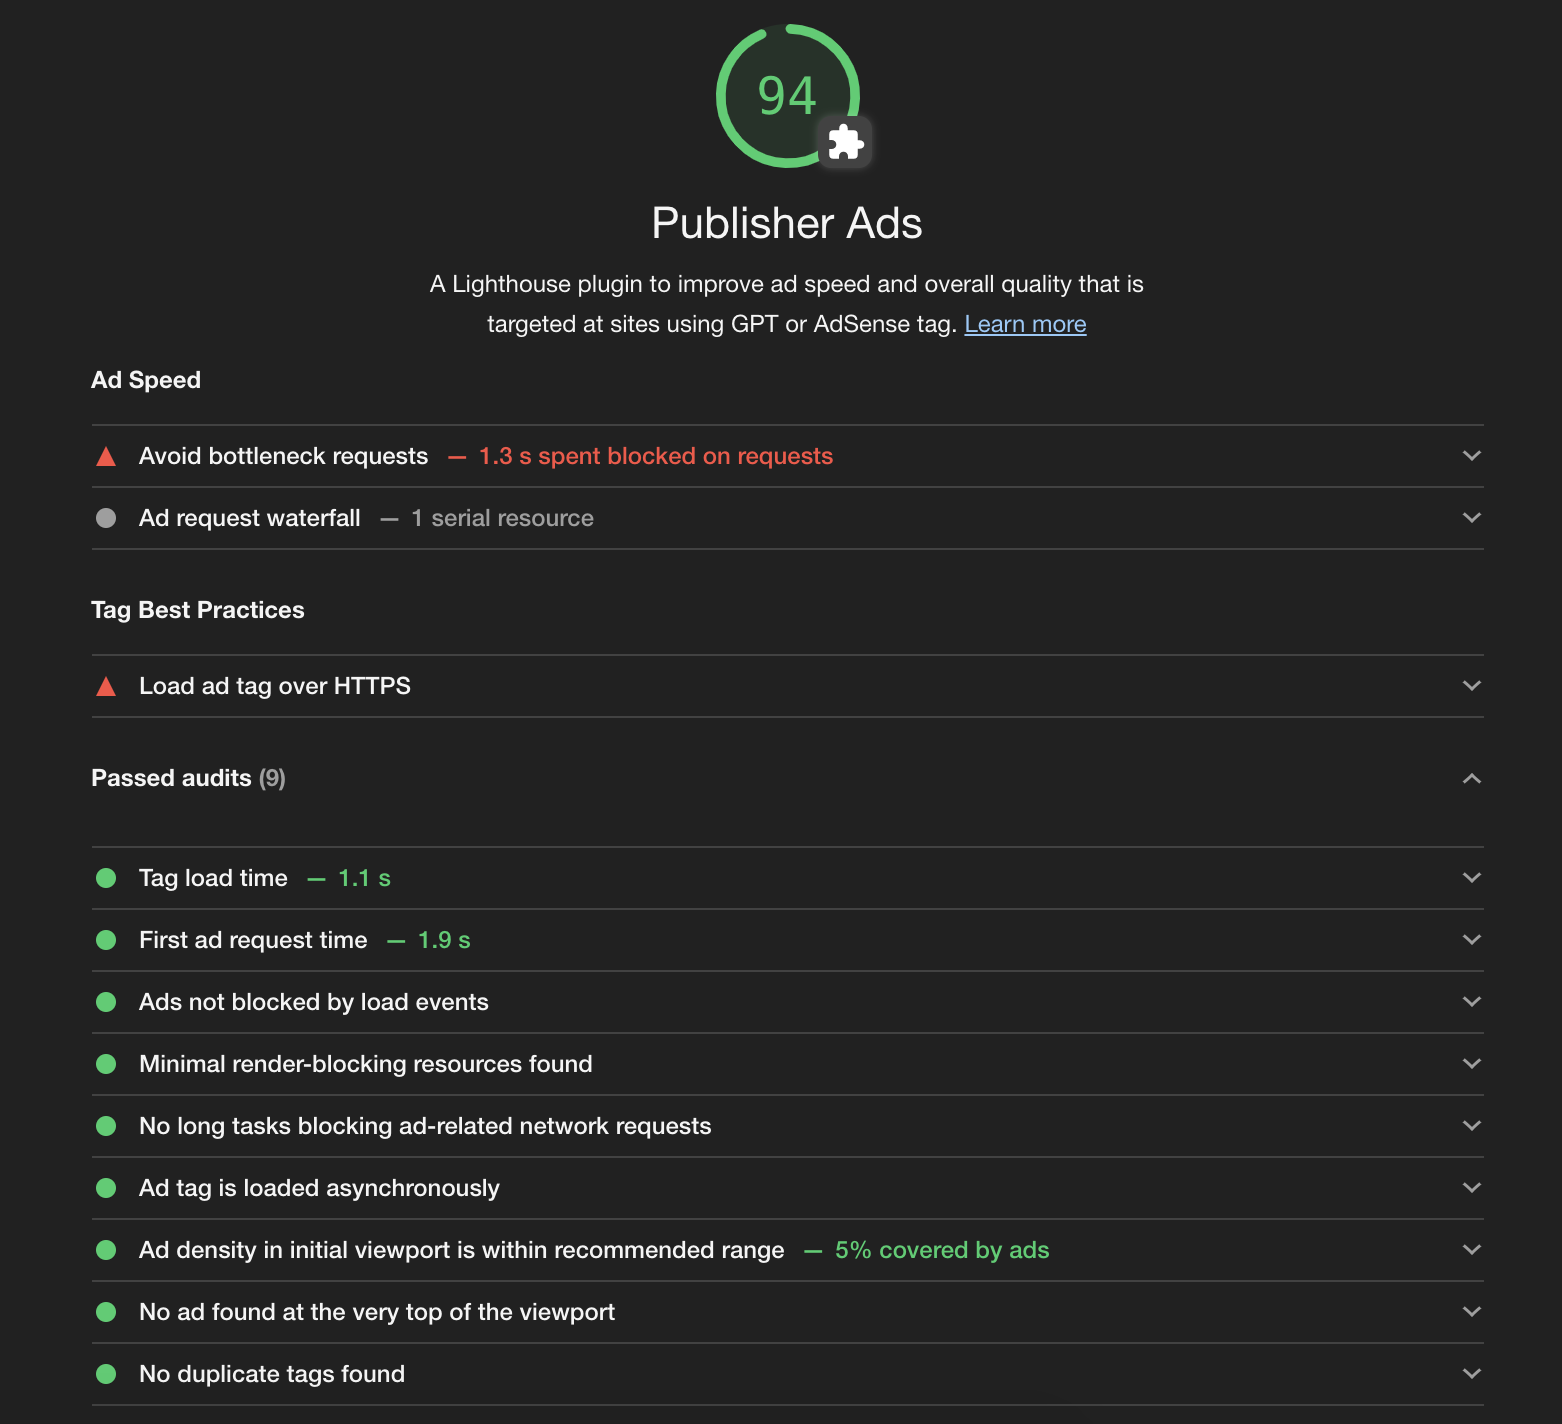 94
Publisher Ads
A Lighthouse plugin to improve ad speed and overall quality that is
targeted at sites using GPT or AdSense tag. Learn more
Ad Speed
Avoid bottleneck requests — 1.3 s spent blocked on requests
Ad request waterfall — 1 serial resource
Tag Best Practices
Load ad tag over HTTPS
Passed audits (9)
Tag load time — 1.1 s
First ad request time — 1.9 s
Ads not blocked by load events
Minimal render-blocking resources found
No long tasks blocking ad-related network requests
Ad tag is loaded asynchronously
Ad density in initial viewport is within recommended range — 5% covered by ads
No ad found at the very top of the viewport
No duplicate tags found